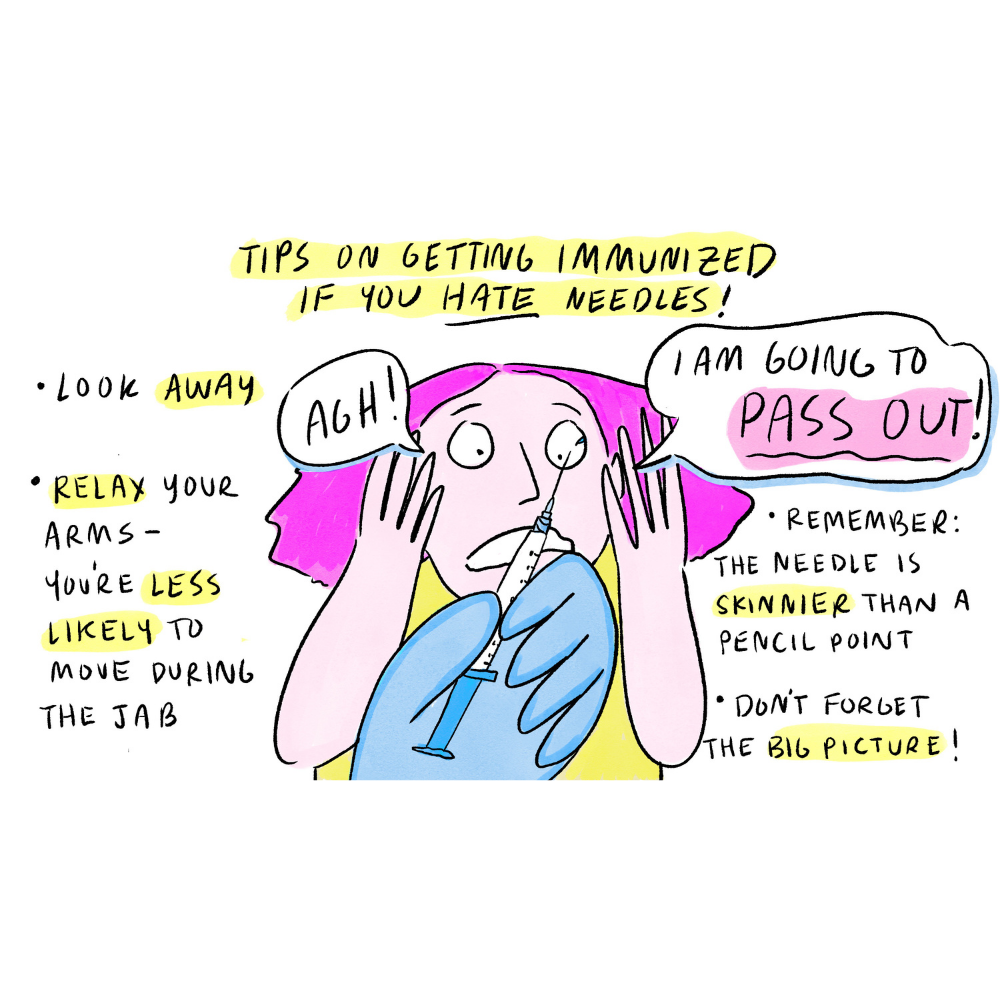 TIPS ON GETTING IMMUNIZED
IF YOU HATE NEEDLES!
• LOOK AWAY
• RELAX YOUR
ARMS-
YOU'RE LESS
LIKELY TO
MOVE DURING
THE JAB
AGH!
I AM GOING TO
PASS OUT!
• REMEMBER:
THE NEEDLE IS
SKINNIER THAN A
PENCIL POINT
• DON'T FORGET
THE BIG PICTURE!